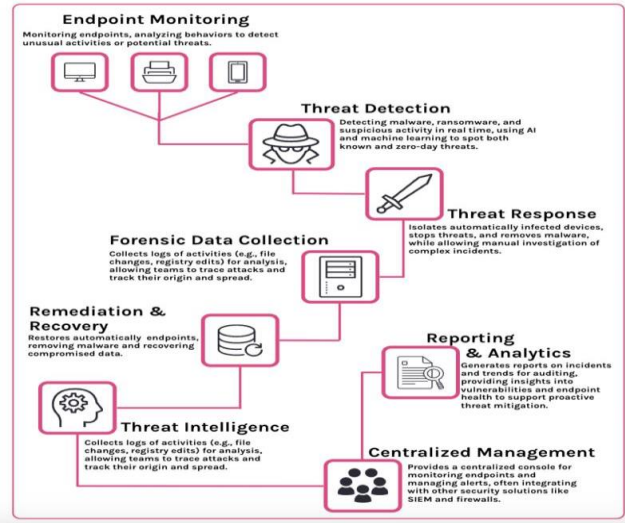 Endpoint Monitoring
Monitoring endpoints, analyzing behaviors to detect
unusual activities or potential threats.
Threat Detection
Detecting malware, ransomware, and
suspicious activity in real time, using AI
and machine learning to spot both
known and zero-day threats.
Threat Response
Isolates automatically infected devices,
stops threats, and removes malware,
while allowing manual investigation of
complex incidents.
Forensic Data Collection
Collects logs of activities (e.g., file
changes, registry edits) for analysis,
allowing teams to trace attacks and
track their origin and spread.
Remediation &
Recovery
Restores automatically endpoints,
removing malware and recovering
compromised data.
Reporting
& Analytics
Generates reports on incidents
and trends for auditing,
providing insights into
vulnerabilities and endpoint
health to support proactive
threat mitigation.
Threat Intelligence
Collects logs of activities (e.g., file
changes, registry edits) for analysis,
allowing teams to trace attacks and
track their origin and spread.
Centralized Management
Provides a centralized console for
monitoring endpoints and
managing alerts, often integrating
with other security solutions like
SIEM and firewalls.